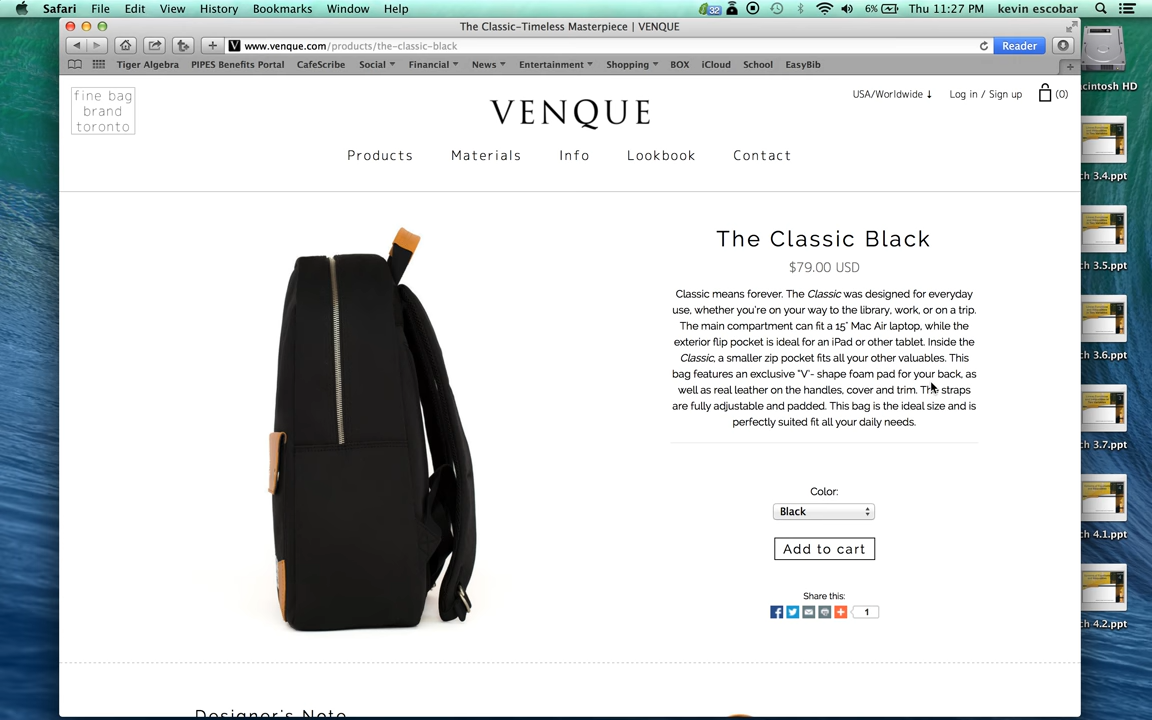 Safari File Edit View History Bookmarks Window Help 32 6% Thu 11:27 PM kevin escobar
The Classic-Timeless Masterpiece | VENQUE
V www.venque.com/products/the-classic-black Reader
Tiger Algebra PIPES Benefits Portal CafeScribe Social Financial News Entertainment Shopping BOX iCloud School EasyBib
fine bag
brand
toronto
VENQUE
USA/Worldwide ↓ Log in / Sign up (0)
Products Materials Info Lookbook Contact
The Classic Black
$79.00 USD
Classic means forever. The Classic was designed for everyday
use, whether you're on your way to the library, work, or on a trip.
The main compartment can fit a 15" Mac Air laptop, while the
exterior flip pocket is ideal for an iPad or other tablet. Inside the
Classic, a smaller zip pocket fits all your other valuables. This
bag features an exclusive "V"- shape foam pad for your back, as
well as real leather on the handles, cover and trim. The straps
are fully adjustable and padded. This bag is the ideal size and is
perfectly suited fit all your daily needs.
Color:
Black
Add to cart
Share this:
1
Designer's Note
acintosh HD
ch 3.4.ppt
ch 3.5.ppt
ch 3.6.ppt
ch 3.7.ppt
ch 4.1.ppt
ch 4.2.ppt